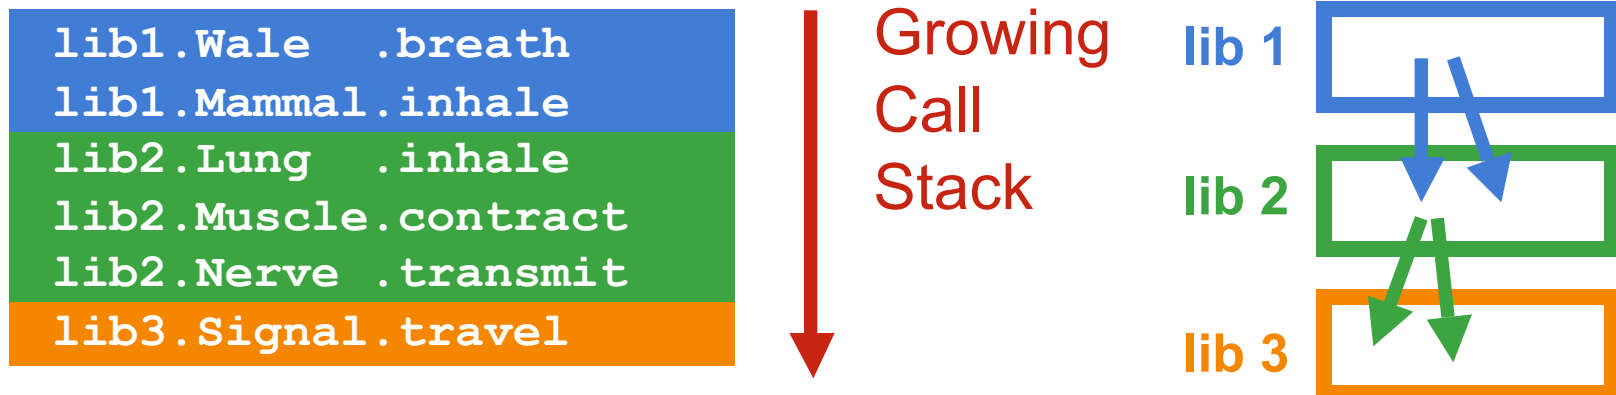 lib1.Wale   .breath
lib1.Mammal.inhale
lib2.Lung   .inhale
lib2.Muscle.contract
lib2.Nerve .transmit
lib3.Signal.travel
Growing
Call
Stack
lib 1
lib 2
lib 3